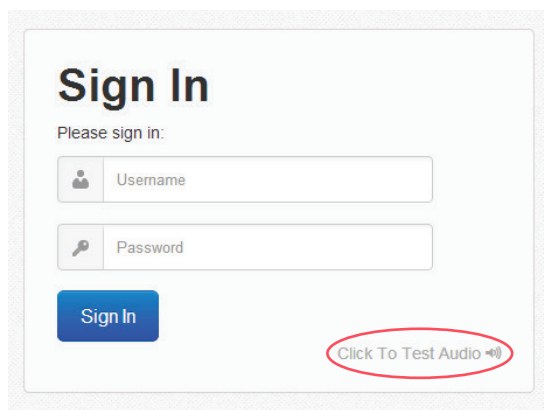 Sign In
Please sign in:
Username
Password
Sign In
Click To Test Audio